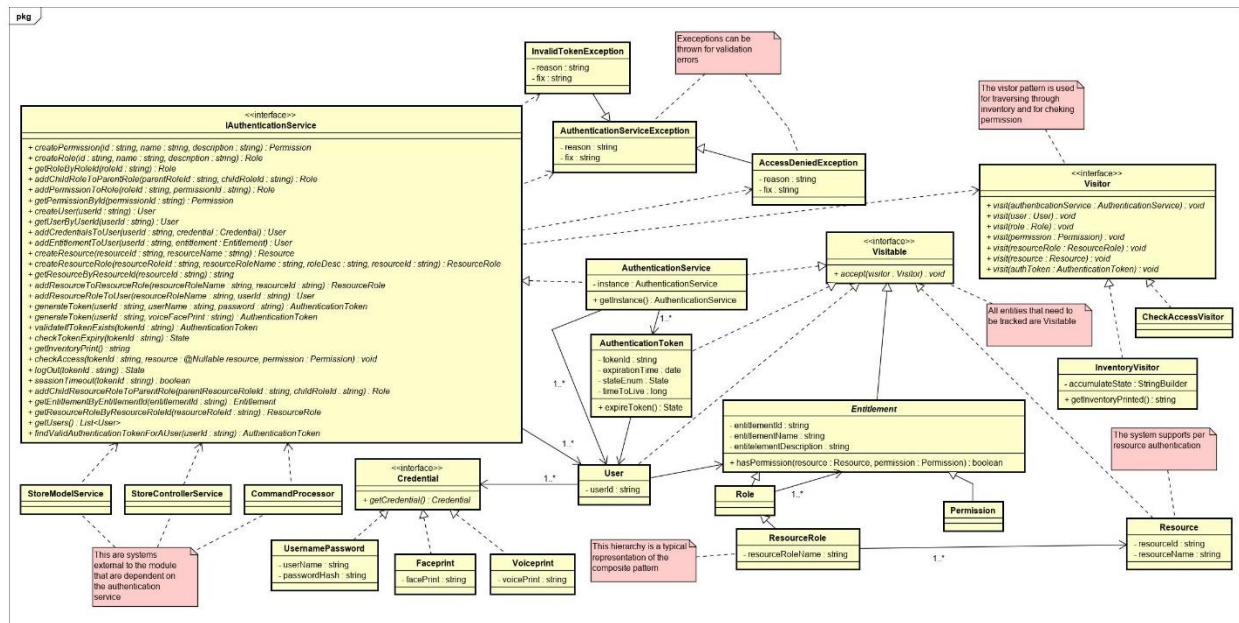 pkg
InvalidTokenException
- reason : string
- fix : string
Execeptions can be
thrown for validation
errors
The vistor pattern is used
for traversing through
inventory and for cheking
permission
<<interface>>
IAuthenticationService
+ createPermission(id : string, name : string, description : string) : Permission
+ createRole(id : string, name : string, description : string) : Role
+ getRoleByRoleId(roleId : string) : Role
+ addChildRoleToParentRole(parentRoleId : string, childRoleId : string) : Role
+ addPermissionToRole(roleId : string, permissionId : string) : Role
+ getPermissionById(permissionId : string) : Permission
+ createUser(userId : string) : User
+ getUserByUserId(userId : string) : User
+ addCredentialsToUser(userId : string, credential : Credential) : User
+ addEntitlementToUser(userId : string, entitlement : Entitlement) : User
+ createResource(resourceId : string, resourceName : string) : Resource
+ createResourceRole(resourceRoleId : string, resourceRoleName : string, roleDesc : string, resourceId : string) : ResourceRole
+ getResourceByResourceId(resourceId : string) : string
+ addResourceToResourceRole(resourceRoleName : string, resourceId : string) : ResourceRole
+ addResourceRoleToUser(resourceRoleName : string, userId : string) : User
+ generateToken(userId : string, userName : string, password : string) : AuthenticationToken
+ generateToken(userId : string, voiceFacePrint : string) : AuthenticationToken
+ validateIfTokenExists(tokenId : string) : AuthenticationToken
+ checkTokenExpiry(tokenId : string) : State
+ getInventoryPrint() : string
+ checkAccess(tokenId : string, resource : @Nullable resource, permission : Permission) : void
+ logOut(tokenId : string) : State
+ sessionTimeout(tokenId : string) : boolean
+ addChildResourceRoleToParentRole(parentResourceRoleId : string, childRoleId : string) : Role
+ getEntitlementByEntitlementId(entitlementId : string) : Entitlement
+ getResourceRoleByResourceRoleId(resourceRoleId : string) : ResourceRole
+ getUsers() : List<User>
+ findValidAuthenticationTokenForAUser(userId : string) : AuthenticationToken
AuthenticationServiceException
- reason : string
- fix : string
AccessDeniedException
- reason : string
- fix : string
<<interface>>
Visitor
+ visit(authenticationService : AuthenticationService) : void
+ visit(user : User) : void
+ visit(role : Role) : void
+ visit(permission : Permission) : void
+ visit(resourceRole : ResourceRole) : void
+ visit(resource : Resource) : void
+ visit(authToken : AuthenticationToken) : void
<<interface>>
Visitable
+ accept(visitor : Visitor) : void
AuthenticationService
- instance : AuthenticationService
+ getInstance() : AuthenticationService
All entities that need to
be tracked are Visitable
CheckAccessVisitor
1..*
AuthenticationToken
- tokenId : string
- expirationTime : date
- stateEnum : State
- timeToLive : long
+ expireToken() : State
1..*
InventoryVisitor
- accumulateState : StringBuilder
+ getInventoryPrinted() : string
Entitlement
- entitlementId : string
- entitlementName : string
- entitelementDescription : string
+ hasPermission(resource : Resource, permission : Permission) : boolean
The system supports per
resource authentication
1..*
<<interface>>
Credential
+ getCredential() : Credential
1..*
User
- userId : string
StoreModelService
StoreControllerService
CommandProcessor
Role
1..*
Permission
ResourceRole
- resourceRoleName : string
1..*
Resource
- resourceId : string
- resourceName : string
This are systems
external to the module
that are dependent on
the authentication
service
UsernamePassword
- userName : string
- passwordHash : string
Faceprint
- facePrint : string
Voiceprint
- voicePrint : string
This hierarchy is a typical
representation of the
composite pattern